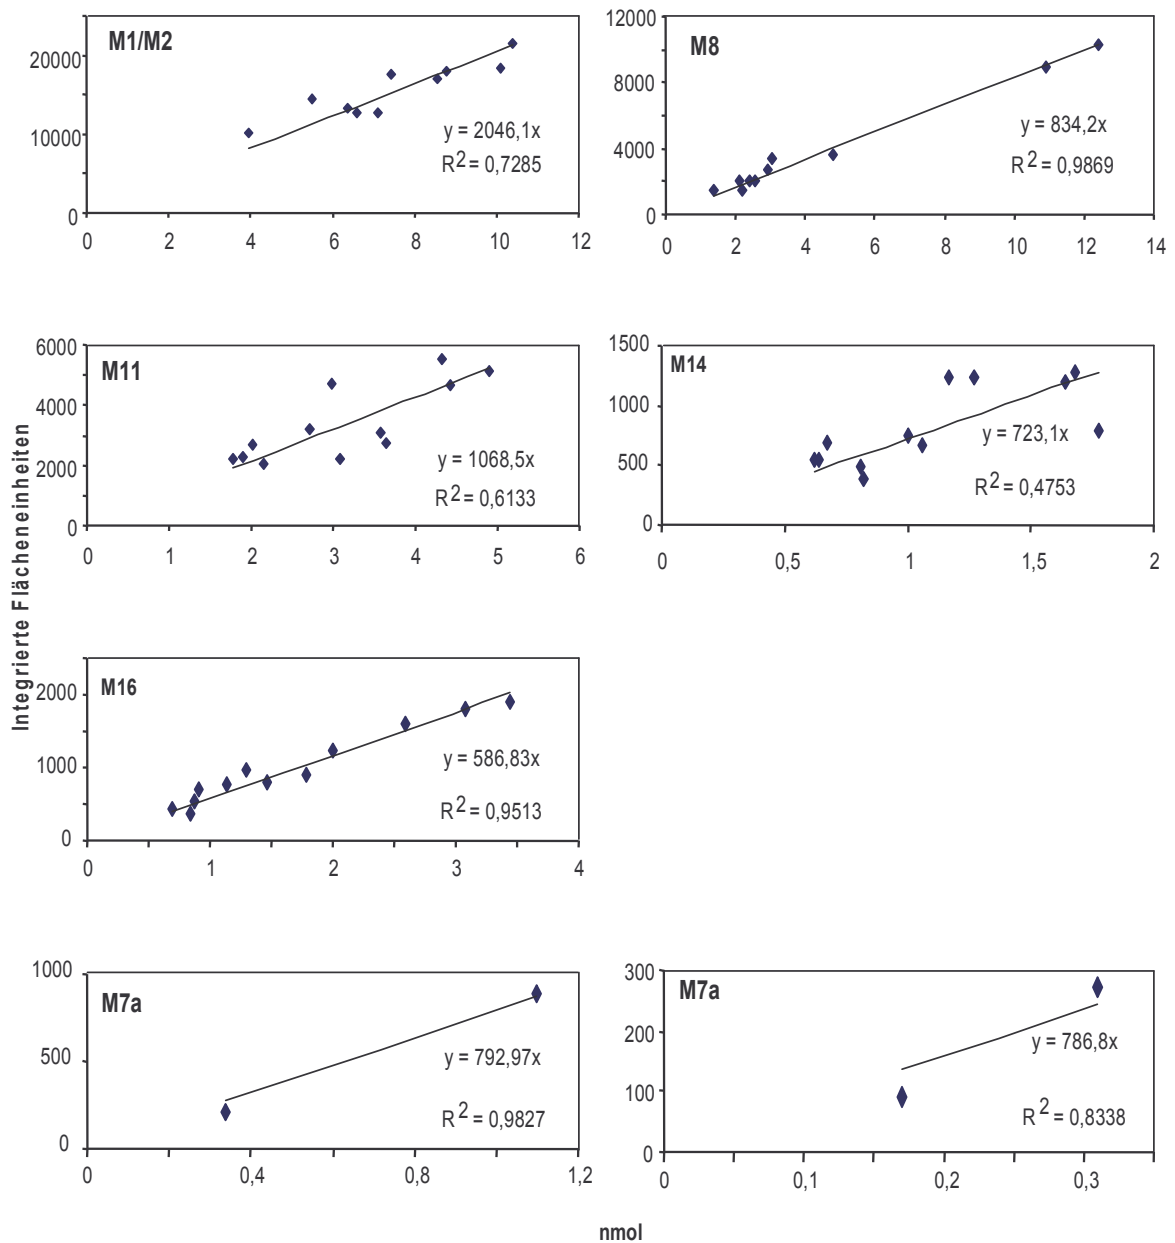 Integrierte Flächeneinheiten
M1/M2
20000
10000
0
y = 2046,1x
R2 = 0,7285
0 2 4 6 8 10 12
M8
12000
8000
4000
0
y = 834,2x
R2 = 0,9869
0 2 4 6 8 10 12 14
M11
6000
4000
2000
0
y = 1068,5x
R2 = 0,6133
0 1 2 3 4 5 6
M14
1500
1000
500
0
y = 723,1x
R2 = 0,4753
0 0,5 1 1,5 2
M16
2000
1000
0
y = 586,83x
R2 = 0,9513
0 1 2 3 4
M7a
1000
500
0
y = 792,97x
R2 = 0,9827
0 0,4 0,8 1,2
M7a
300
200
100
0
y = 786,8x
R2 = 0,8338
0 0,1 0,2 0,3
nmol